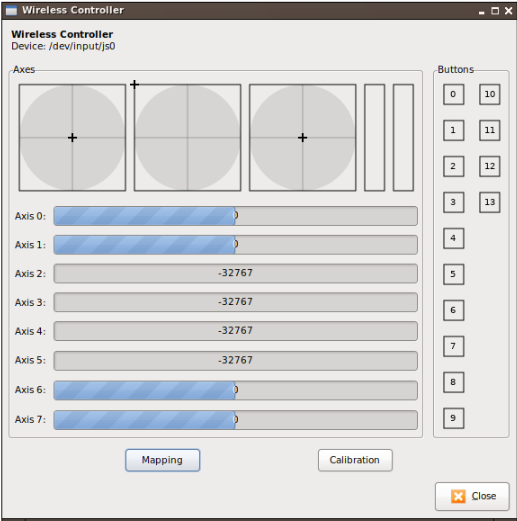 Wireless Controller
Wireless Controller
Device: /dev/input/js0
Axes
Axis 0: 0
Axis 1: 0
Axis 2: -32767
Axis 3: -32767
Axis 4: -32767
Axis 5: -32767
Axis 6: 0
Axis 7: 0
Buttons
0 10
1 11
2 12
3 13
4
5
6
7
8
9
Mapping
Calibration
Close